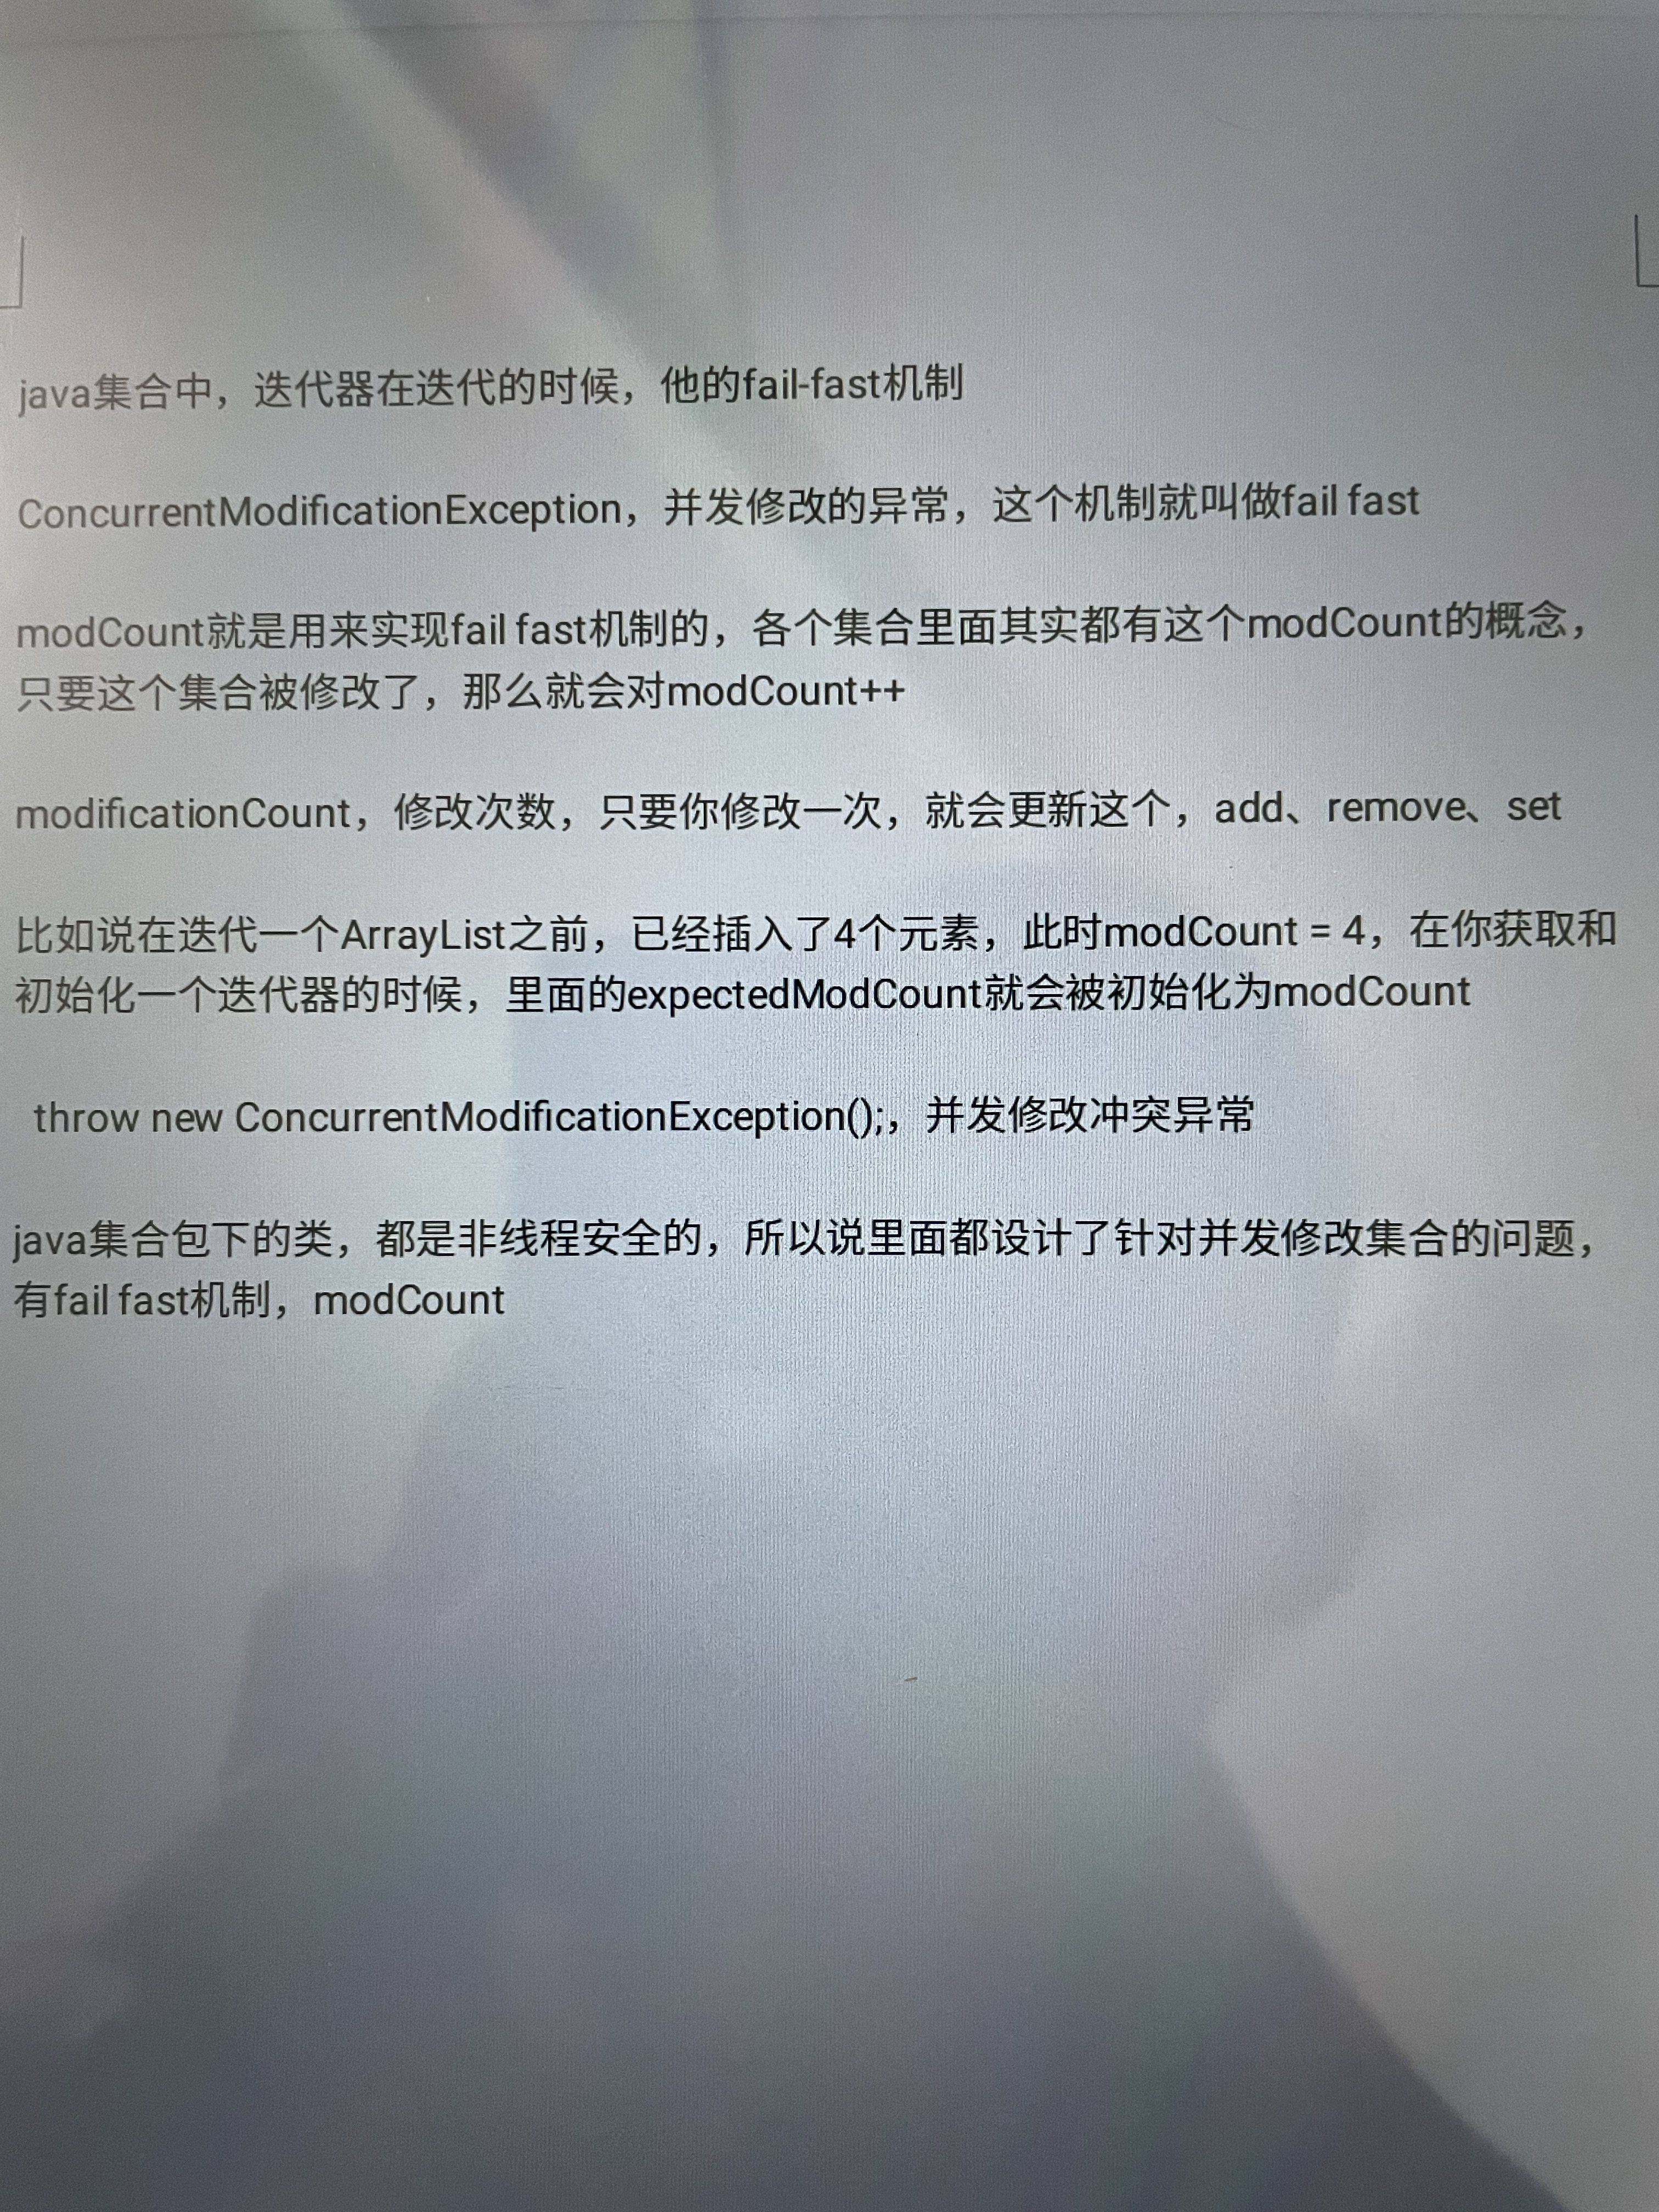 java集合中，迭代器在迭代的时候，他的fail-fast机制
ConcurrentModificationException，并发修改的异常，这个机制就叫做fail fast
modCount就是用来实现fail fast机制的，各个集合里面其实都有这个modCount的概念，
只要这个集合被修改了，那么就会对modCount++
modificationCount，修改次数，只要你修改一次，就会更新这个，add、remove、set
比如说在迭代一个ArrayList之前，已经插入了4个元素，此时modCount = 4，在你获取和
初始化一个迭代器的时候，里面的expectedModCount就会被初始化为modCount
throw new ConcurrentModificationException();，并发修改冲突异常
java集合包下的类，都是非线程安全的，所以说里面都设计了针对并发修改集合的问题，
有fail fast机制，modCount